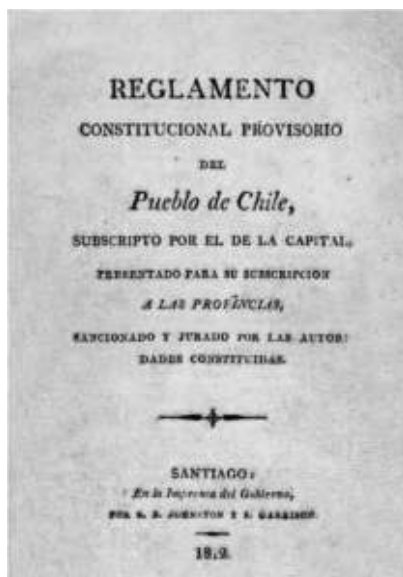 REGLAMENTO
CONSTITUCIONAL PROVISORIO
DEL
Pueblo de Chile,
SUBSCRIPTO POR EL DE LA CAPITAL,
PRESENTADO PARA SU SUBSCRIPCION
A LAS PROVINCIAS,
SANCIONADO Y JURADO POR LAS AUTORI
DADES CONSTITUIDAS.
SANTIAGO:
En la Imprenta del Gobierno,
POR S. B. JOHNSTON Y S. GARRISON.